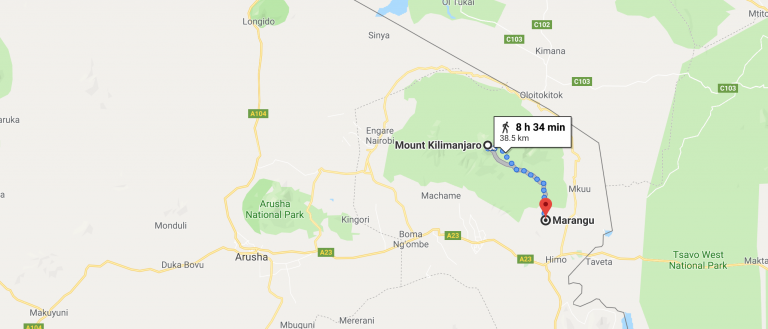 Longido
Ol Tukai
C102
Mtito
Sinya
C103
Kimana
C103
C103
Oloitokitok
A104
aruka
8 h 34 min
38.5 km
Engare
Nairobi
Mount Kilimanjaro
Mkuu
Machame
Arusha
National Park
Kingori
Marangu
Monduli
Boma
Ng'ombe
A23
A23
Arusha
A23
Himo
Taveta
Tsavo West
National Park
Makta
Duka Bovu
Makuyuni
A104
Mbuguni
Mererani